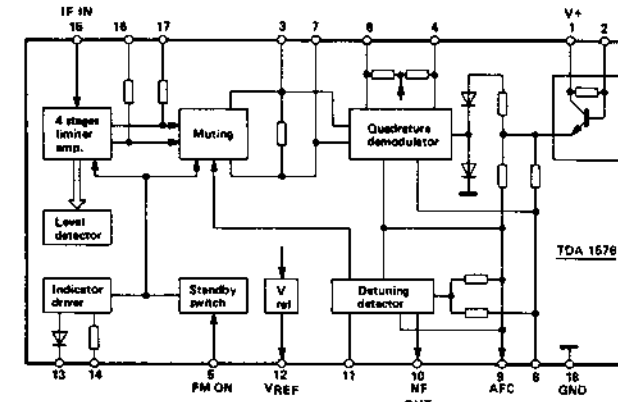 IF IN
V+
15 16 17 3 7 8 4 1 2
4 stages
limiter
amp.
Muting
Quadrature
demodulator
Level
detector
TDA 1576
Indicator
driver
Standby
switch
V
ref
Detuning
detector
13 14 5 12 11 10 9 6 18
FM ON VREF NF AFC GND
OUT